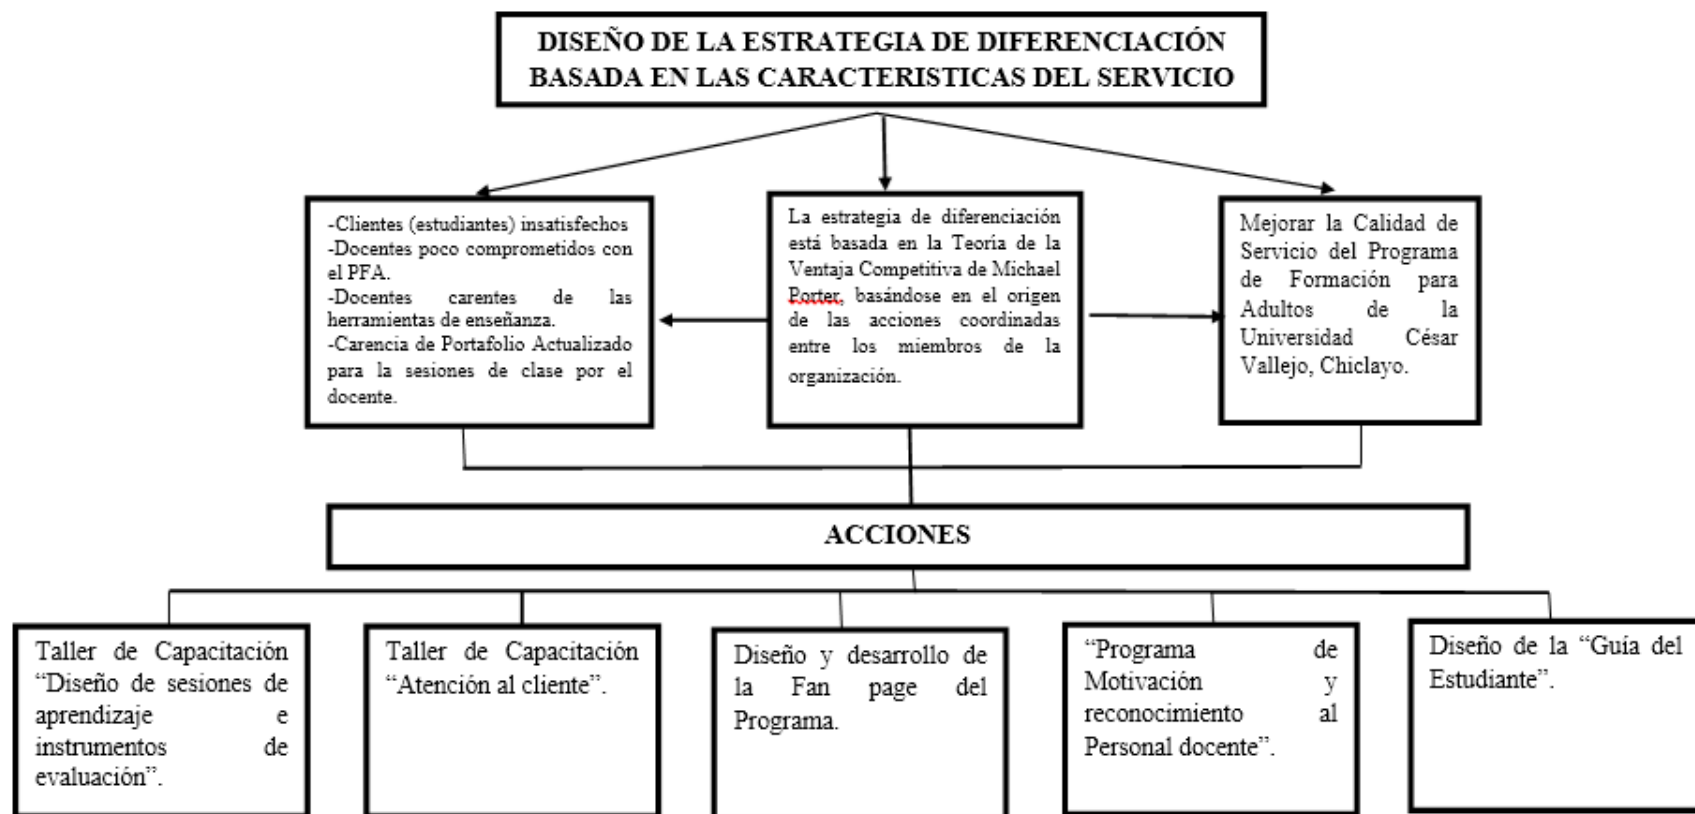 DISEÑO DE LA ESTRATEGIA DE DIFERENCIACIÓN
BASADA EN LAS CARACTERISTICAS DEL SERVICIO
-Clientes (estudiantes) insatisfechos
-Docentes poco comprometidos con
el PFA.
-Docentes carentes de las
herramientas de enseñanza.
-Carencia de Portafolio Actualizado
para la sesiones de clase por el
docente.
La estrategia de diferenciación
está basada en la Teoría de la
Ventaja Competitiva de Michael
Porter, basándose en el origen
de las acciones coordinadas
entre los miembros de la
organización.
Mejorar la Calidad de
Servicio del Programa
de Formación para
Adultos de la
Universidad César
Vallejo, Chiclayo.
ACCIONES
Taller de Capacitación
“Diseño de sesiones de
aprendizaje e
instrumentos de
evaluación”.
Taller de Capacitación
“Atención al cliente”.
Diseño y desarrollo de
la Fan page del
Programa.
“Programa de
Motivación y
reconocimiento al
Personal docente”.
Diseño de la “Guía del
Estudiante”.